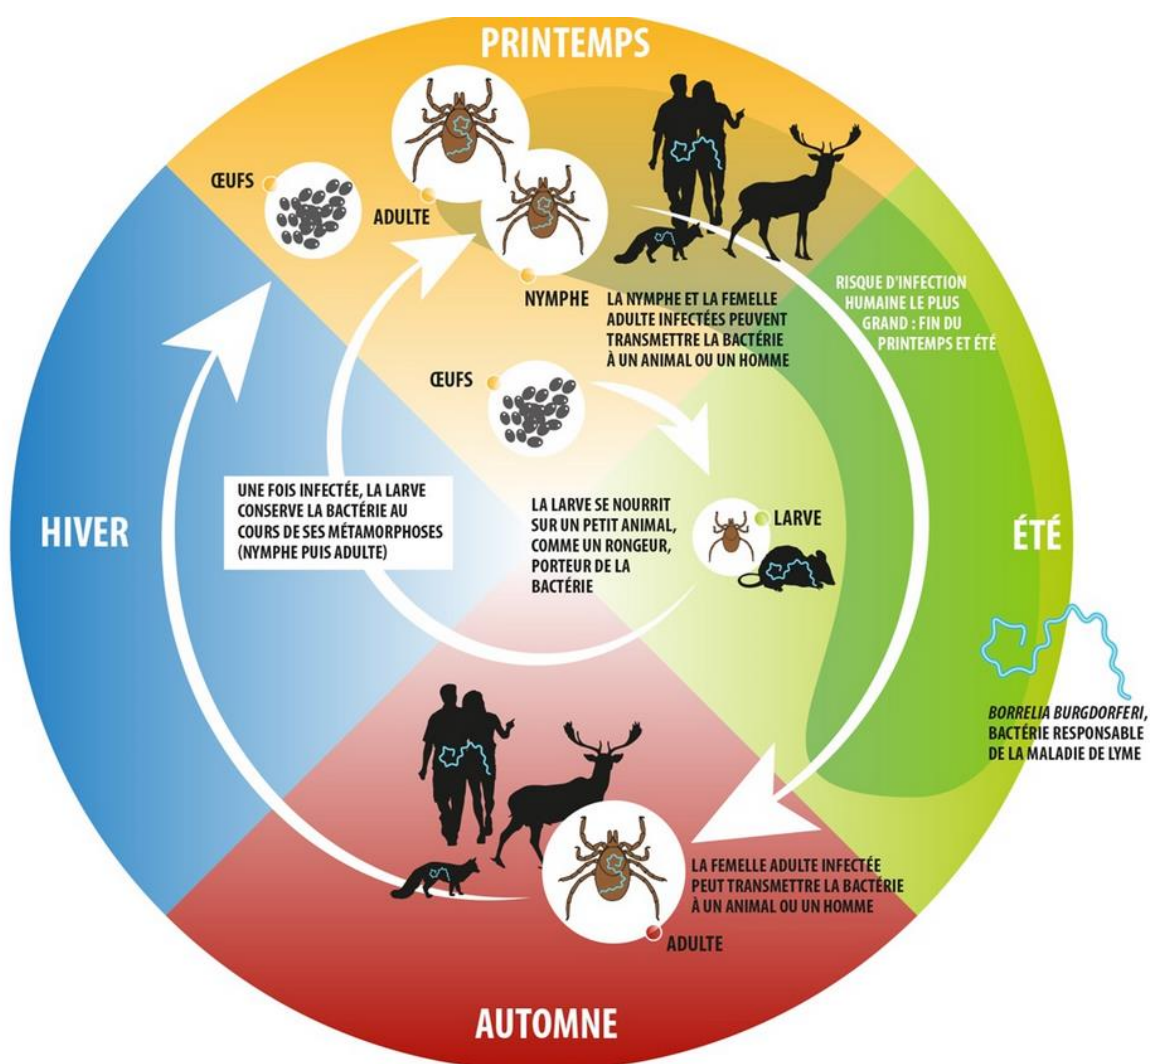 PRINTEMPS
ŒUFS
ADULTE
NYMPHE
LA NYMPHE ET LA FEMELLE
ADULTE INFECTÉES PEUVENT
TRANSMETTRE LA BACTÉRIE
À UN ANIMAL OU UN HOMME
RISQUE D'INFECTION
HUMAINE LE PLUS
GRAND : FIN DU
PRINTEMPS ET ÉTÉ
ŒUFS
HIVER
UNE FOIS INFECTÉE, LA LARVE
CONSERVE LA BACTÉRIE AU
COURS DE SES MÉTAMORPHOSES
(NYMPHE PUIS ADULTE)
LA LARVE SE NOURRIT
SUR UN PETIT ANIMAL,
COMME UN RONGEUR,
PORTEUR DE LA
BACTÉRIE
LARVE
ÉTÉ
BORRELIA BURGDORFERI,
BACTÉRIE RESPONSABLE
DE LA MALADIE DE LYME
LA FEMELLE ADULTE INFECTÉE
PEUT TRANSMETTRE LA BACTÉRIE
À UN ANIMAL OU UN HOMME
ADULTE
AUTOMNE